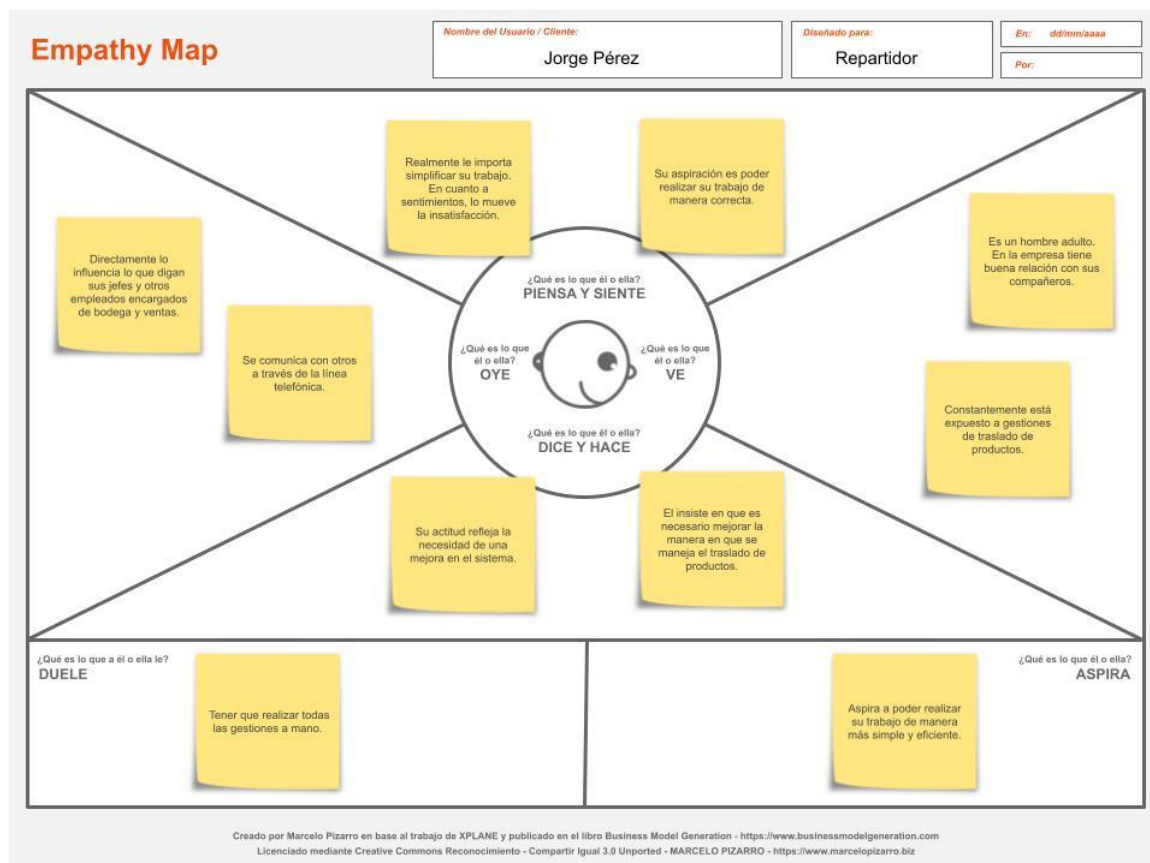 Empathy Map
Nombre del Usuario / Cliente:
Jorge Pérez
Diseñado para:
Repartidor
En: dd/mm/aaaa
Por:
Realmente le importa
simplificar su trabajo.
En cuanto a
sentimientos, lo mueve
la insatisfacción.
Su aspiración es poder
realizar su trabajo de
manera correcta.
Directamente lo
influencia lo que digan
sus jefes y otros
empleados encargados
de bodega y ventas.
Se comunica con otros
a través de la línea
telefónica.
Es un hombre adulto.
En la empresa tiene
buena relación con sus
compañeros.
Constantemente está
expuesto a gestiones
de traslado de
productos.
¿Qué es lo que él o ella?
PIENSA Y SIENTE
¿Qué es lo que
él o ella?
OYE
¿Qué es lo que
él o ella?
VE
¿Qué es lo que él o ella?
DICE Y HACE
Su actitud refleja la
necesidad de una
mejora en el sistema.
El insiste en que es
necesario mejorar la
manera en que se
maneja el traslado de
productos.
¿Qué es lo que a él o ella le?
DUELE
Tener que realizar todas
las gestiones a mano.
¿Qué es lo que él o ella?
ASPIRA
Aspira a poder realizar
su trabajo de manera
más simple y eficiente.
Creado por Marcelo Pizarro en base al trabajo de XPLANE y publicado en el libro Business Model Generation - https://www.businessmodelgeneration.com
Licenciado mediante Creative Commons Reconocimiento - Compartir Igual 3.0 Unported - MARCELO PIZARRO - https://www.marcelopizarro.biz